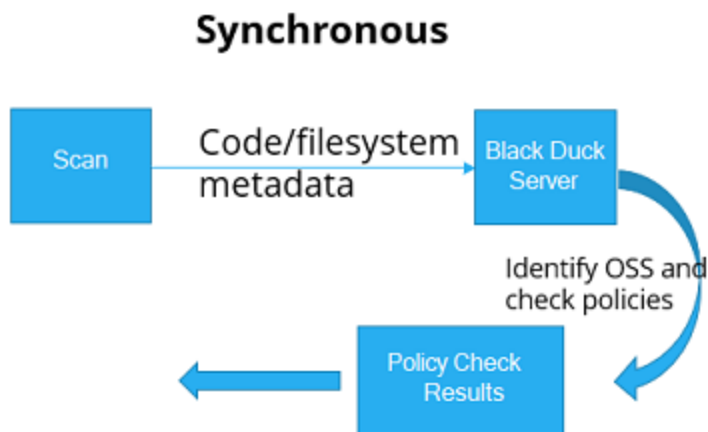 Synchronous
Scan
Code/filesystem
metadata
Black Duck
Server
Identify OSS and
check policies
Policy Check
Results